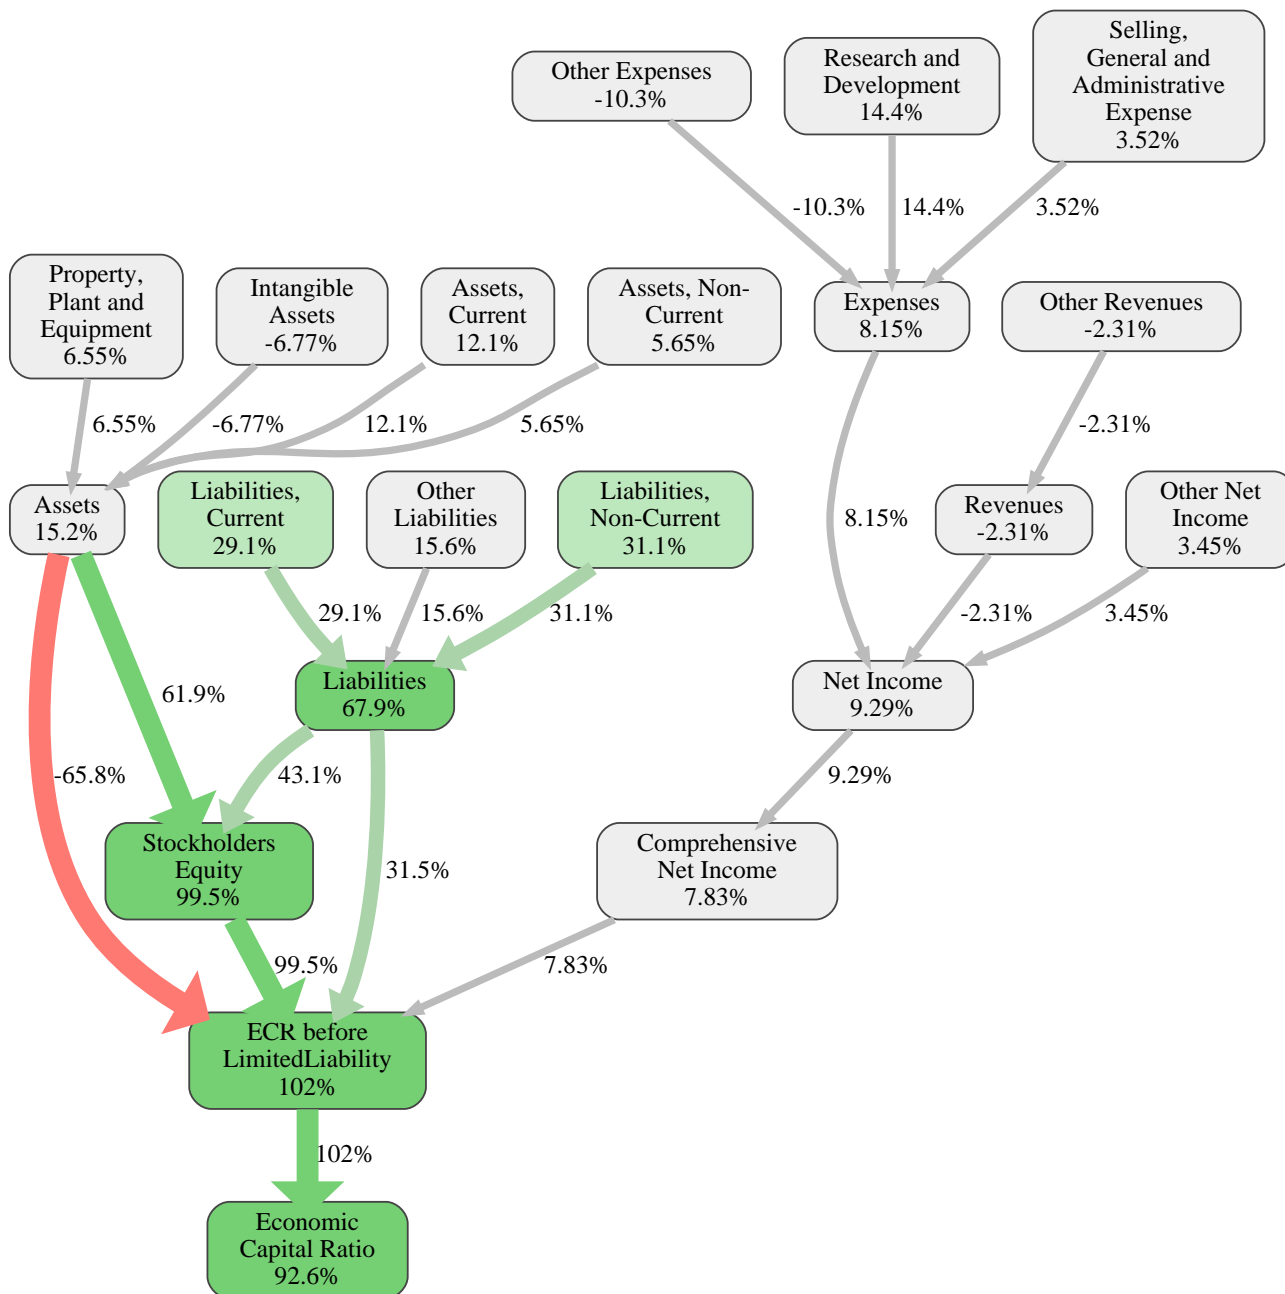 Other Expenses
-10.3%
Research and
Development
14.4%
Selling,
General and
Administrative
Expense
3.52%
-10.3%
14.4%
3.52%
Property,
Plant and
Equipment
6.55%
Intangible
Assets
-6.77%
Assets,
Current
12.1%
Assets, Non-
Current
5.65%
Expenses
8.15%
Other Revenues
-2.31%
6.55%
-6.77%
12.1%
5.65%
-2.31%
Assets
15.2%
Liabilities,
Current
29.1%
Other
Liabilities
15.6%
Liabilities,
Non-Current
31.1%
8.15%
Revenues
-2.31%
Other Net
Income
3.45%
29.1%
15.6%
31.1%
-2.31%
3.45%
61.9%
Liabilities
67.9%
Net Income
9.29%
-65.8%
43.1%
9.29%
Stockholders
Equity
99.5%
31.5%
Comprehensive
Net Income
7.83%
99.5%
7.83%
ECR before
LimitedLiability
102%
102%
Economic
Capital Ratio
92.6%